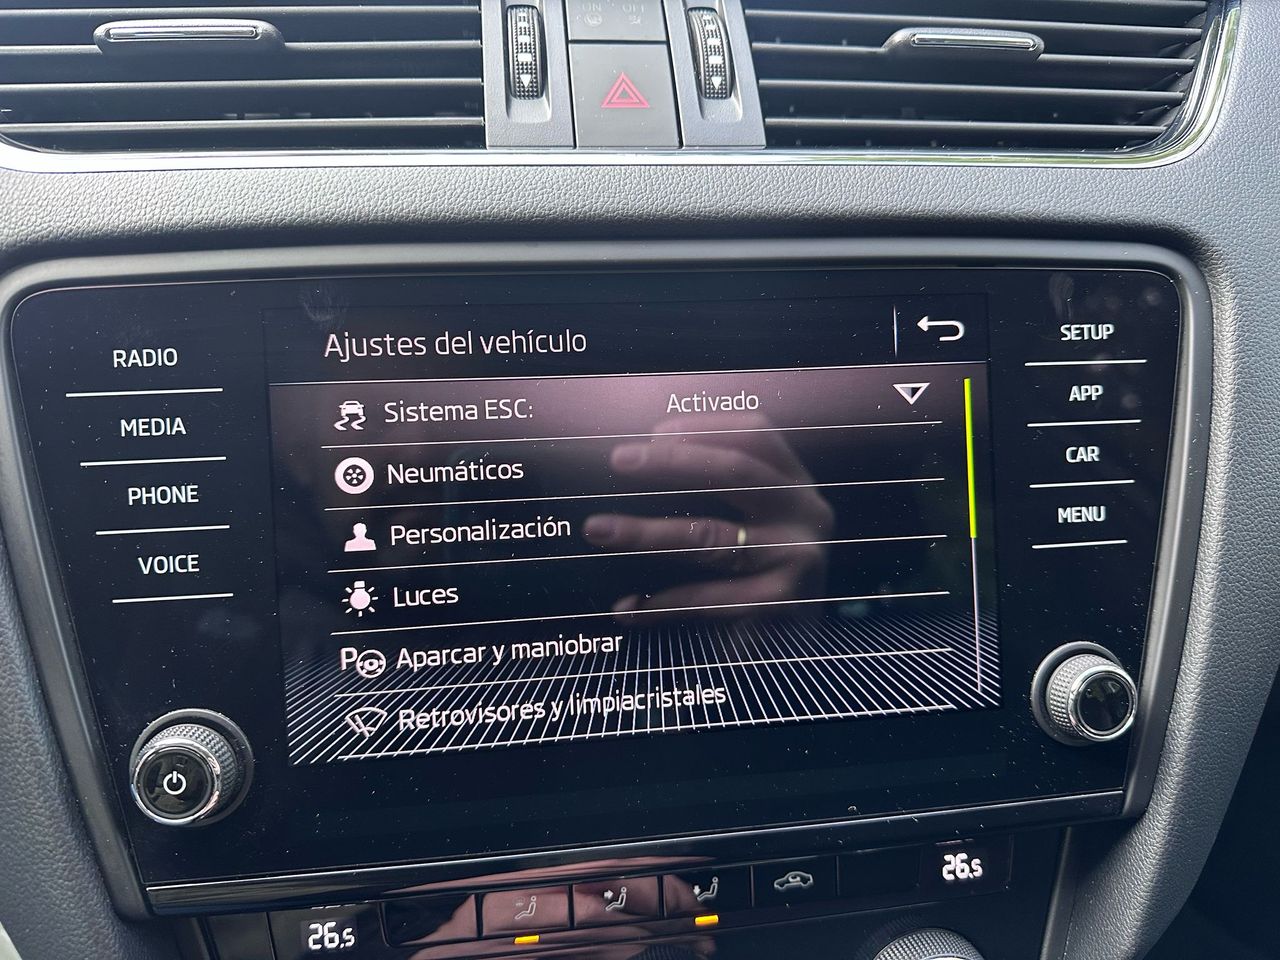 ON OFF
RADIO
MEDIA
PHONE
VOICE
Ajustes del vehículo
Sistema ESC: Activado
Neumáticos
Personalización
Luces
P Aparcar y maniobrar
Retrovisores y limpiacristales
SETUP
APP
CAR
MENU
26.5
26.5